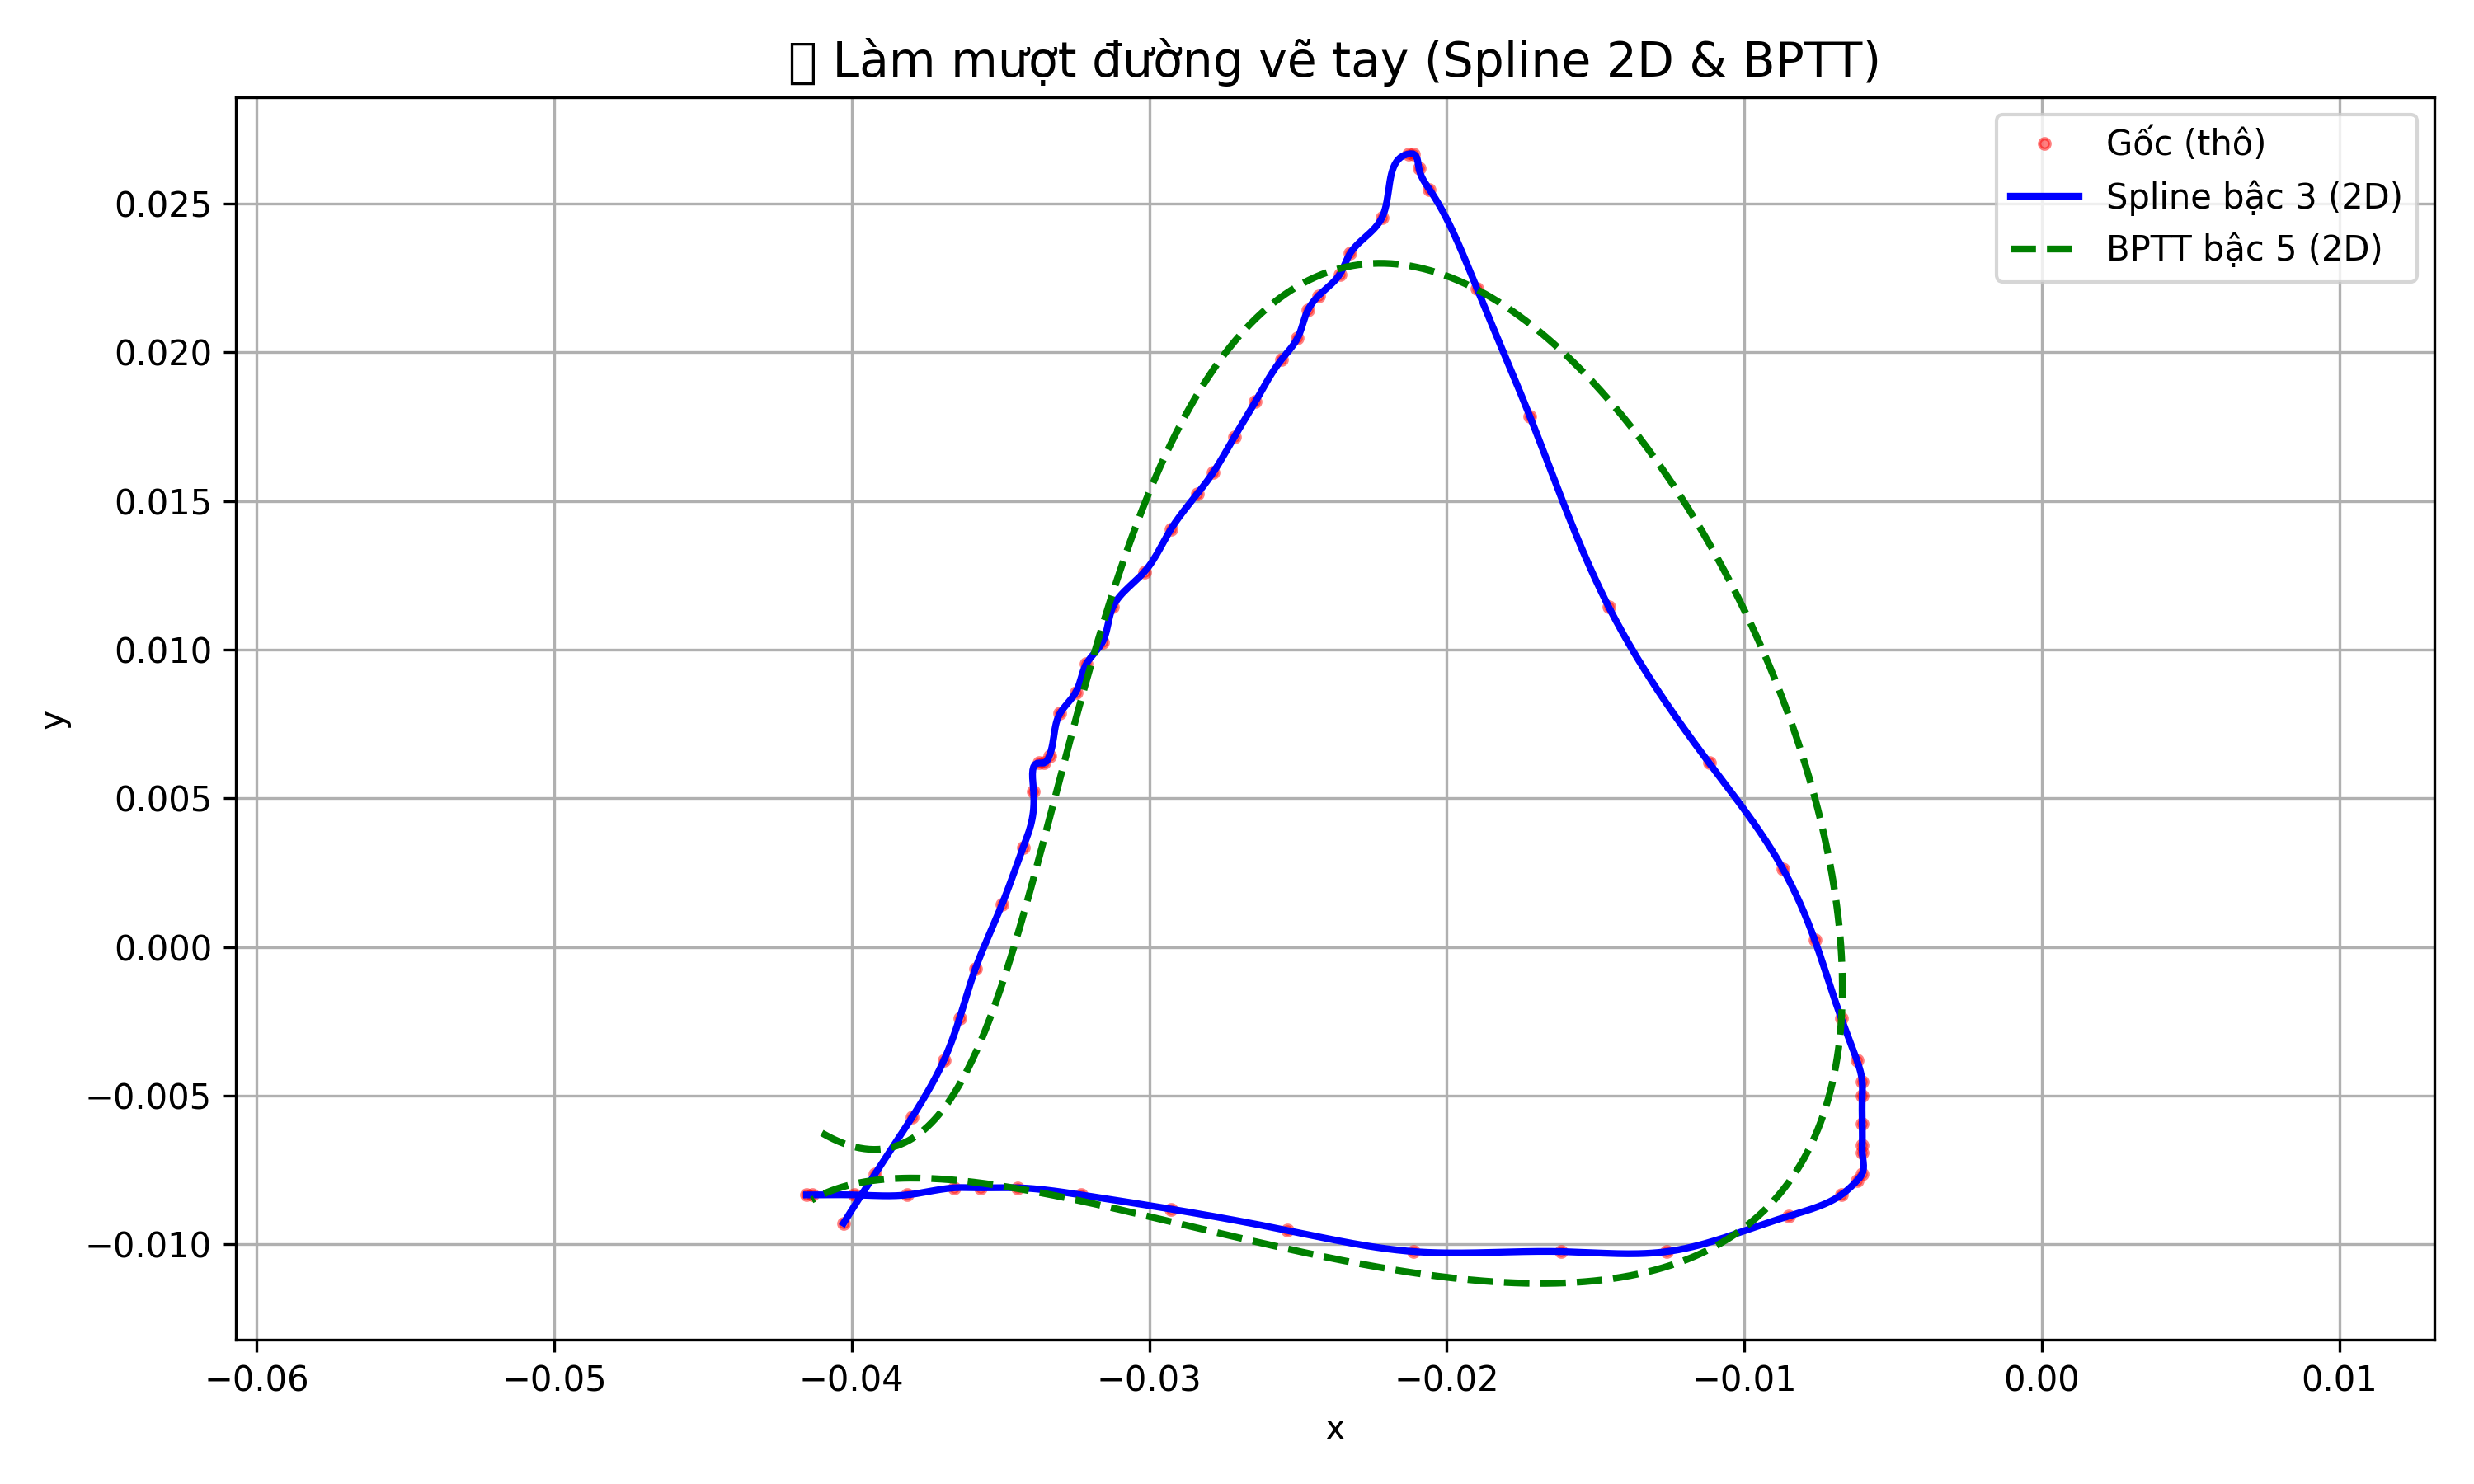 Làm mượt đường vẽ tay (Spline 2D & BPTT)
Gốc (thô)
Spline bậc 3 (2D)
BPTT bậc 5 (2D)
0.025
0.020
0.015
0.010
0.005
0.000
−0.005
−0.010
y
−0.06 −0.05 −0.04 −0.03 −0.02 −0.01 0.00 0.01
x